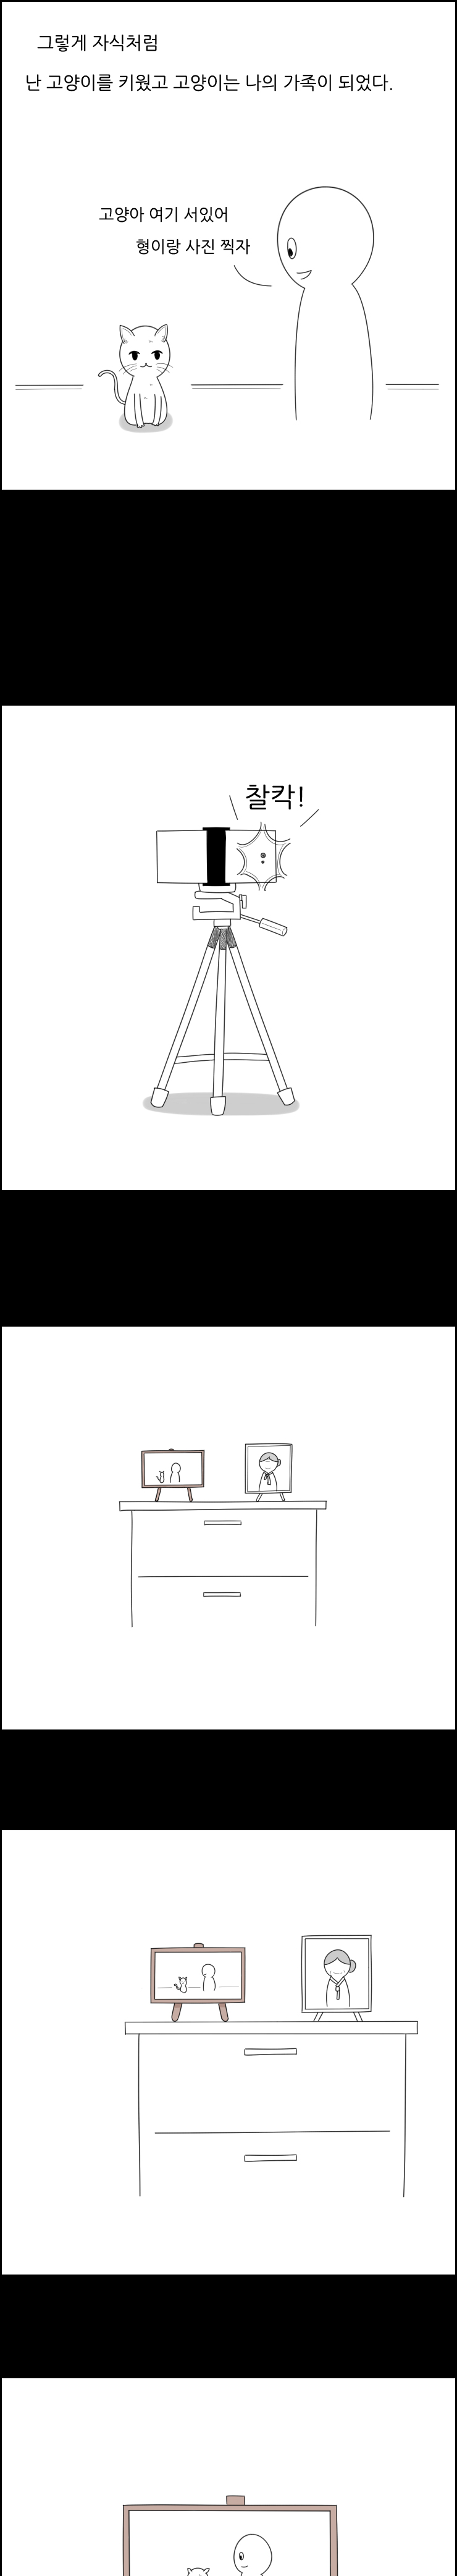 그렇게 자식처럼
난 고양이를 키웠고 고양이는 나의 가족이 되었다.
고양아 여기 서있어
형이랑 사진 찍자
찰칵!